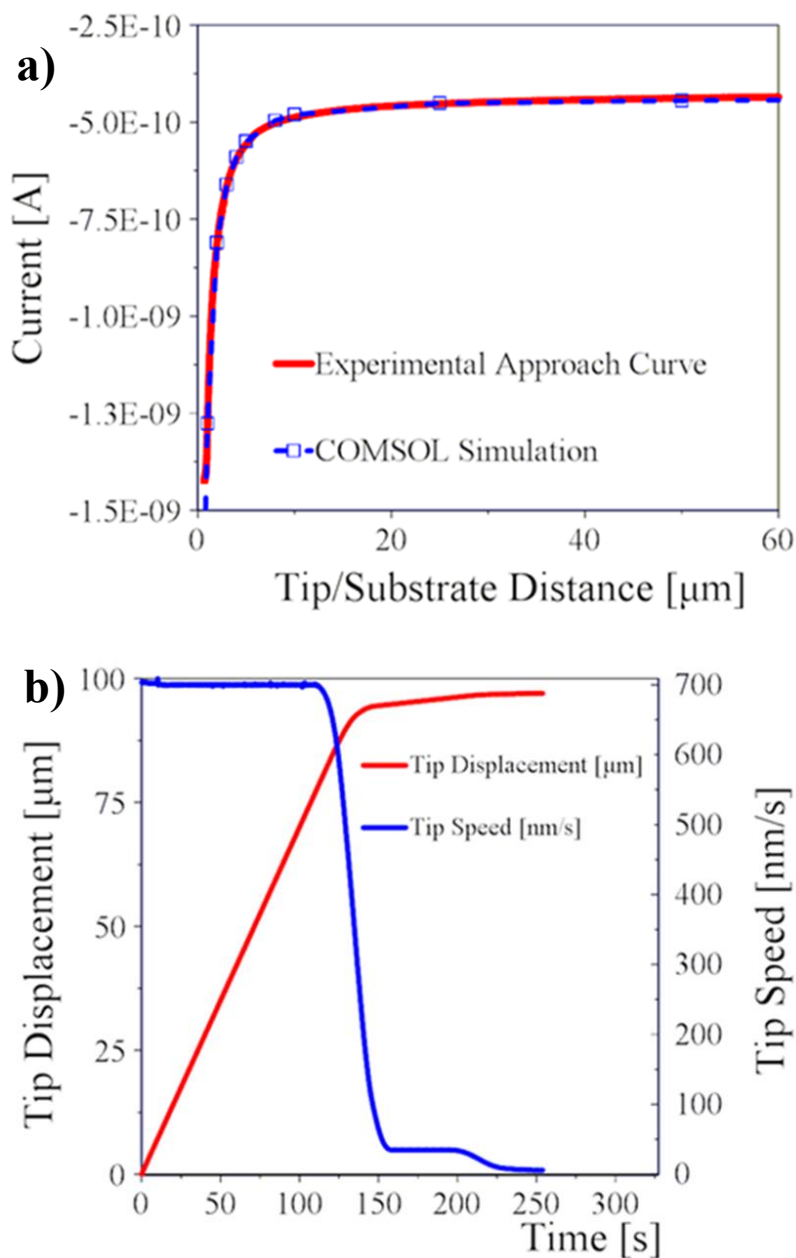 a)
-2.5E-10
-5.0E-10
-7.5E-10
-1.0E-09
-1.3E-09
-1.5E-09
Current [A]
Experimental Approach Curve
COMSOL Simulation
0 20 40 60
Tip/Substrate Distance [μm]
b)
100
75
50
25
0
Tip Displacement [μm]
Tip Displacement [μm]
Tip Speed [nm/s]
700
600
500
400
300
200
100
0
Tip Speed [nm/s]
0 50 100 150 200 250 300
Time [s]